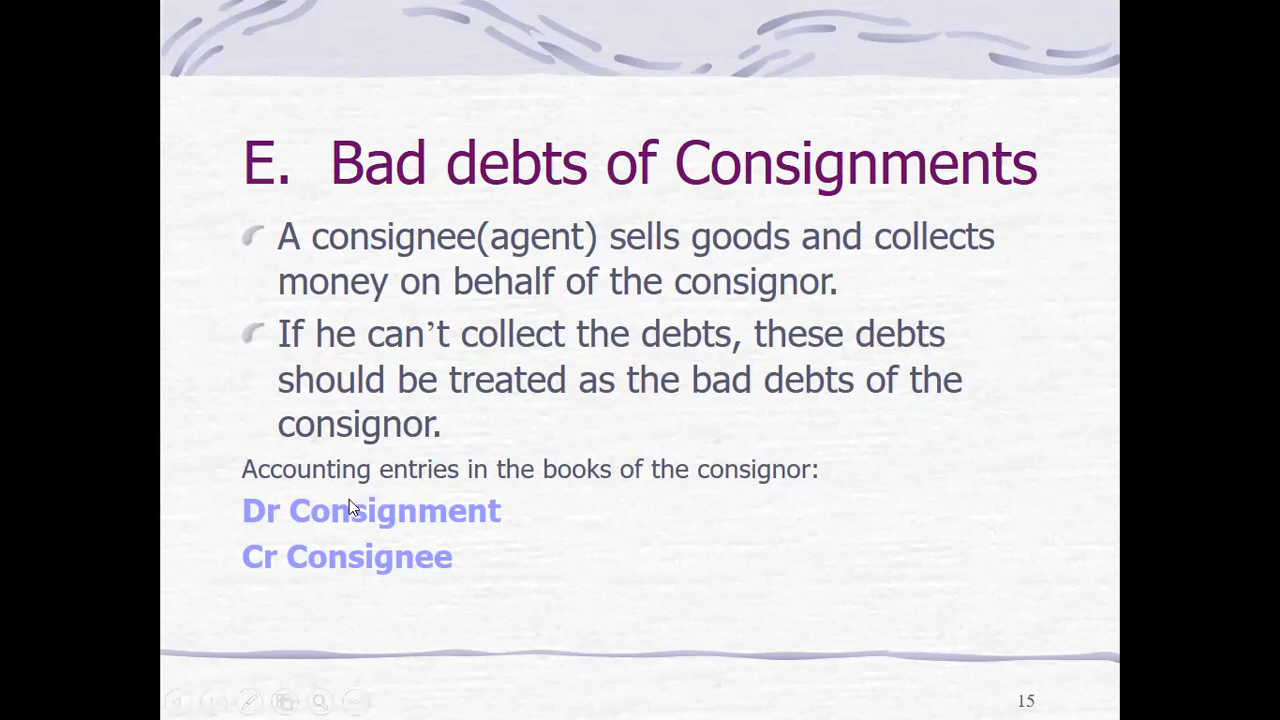 E. Bad debts of Consignments
A consignee(agent) sells goods and collects
money on behalf of the consignor.
If he can’t collect the debts, these debts
should be treated as the bad debts of the
consignor.
Accounting entries in the books of the consignor:
Dr Consignment
Cr Consignee
15